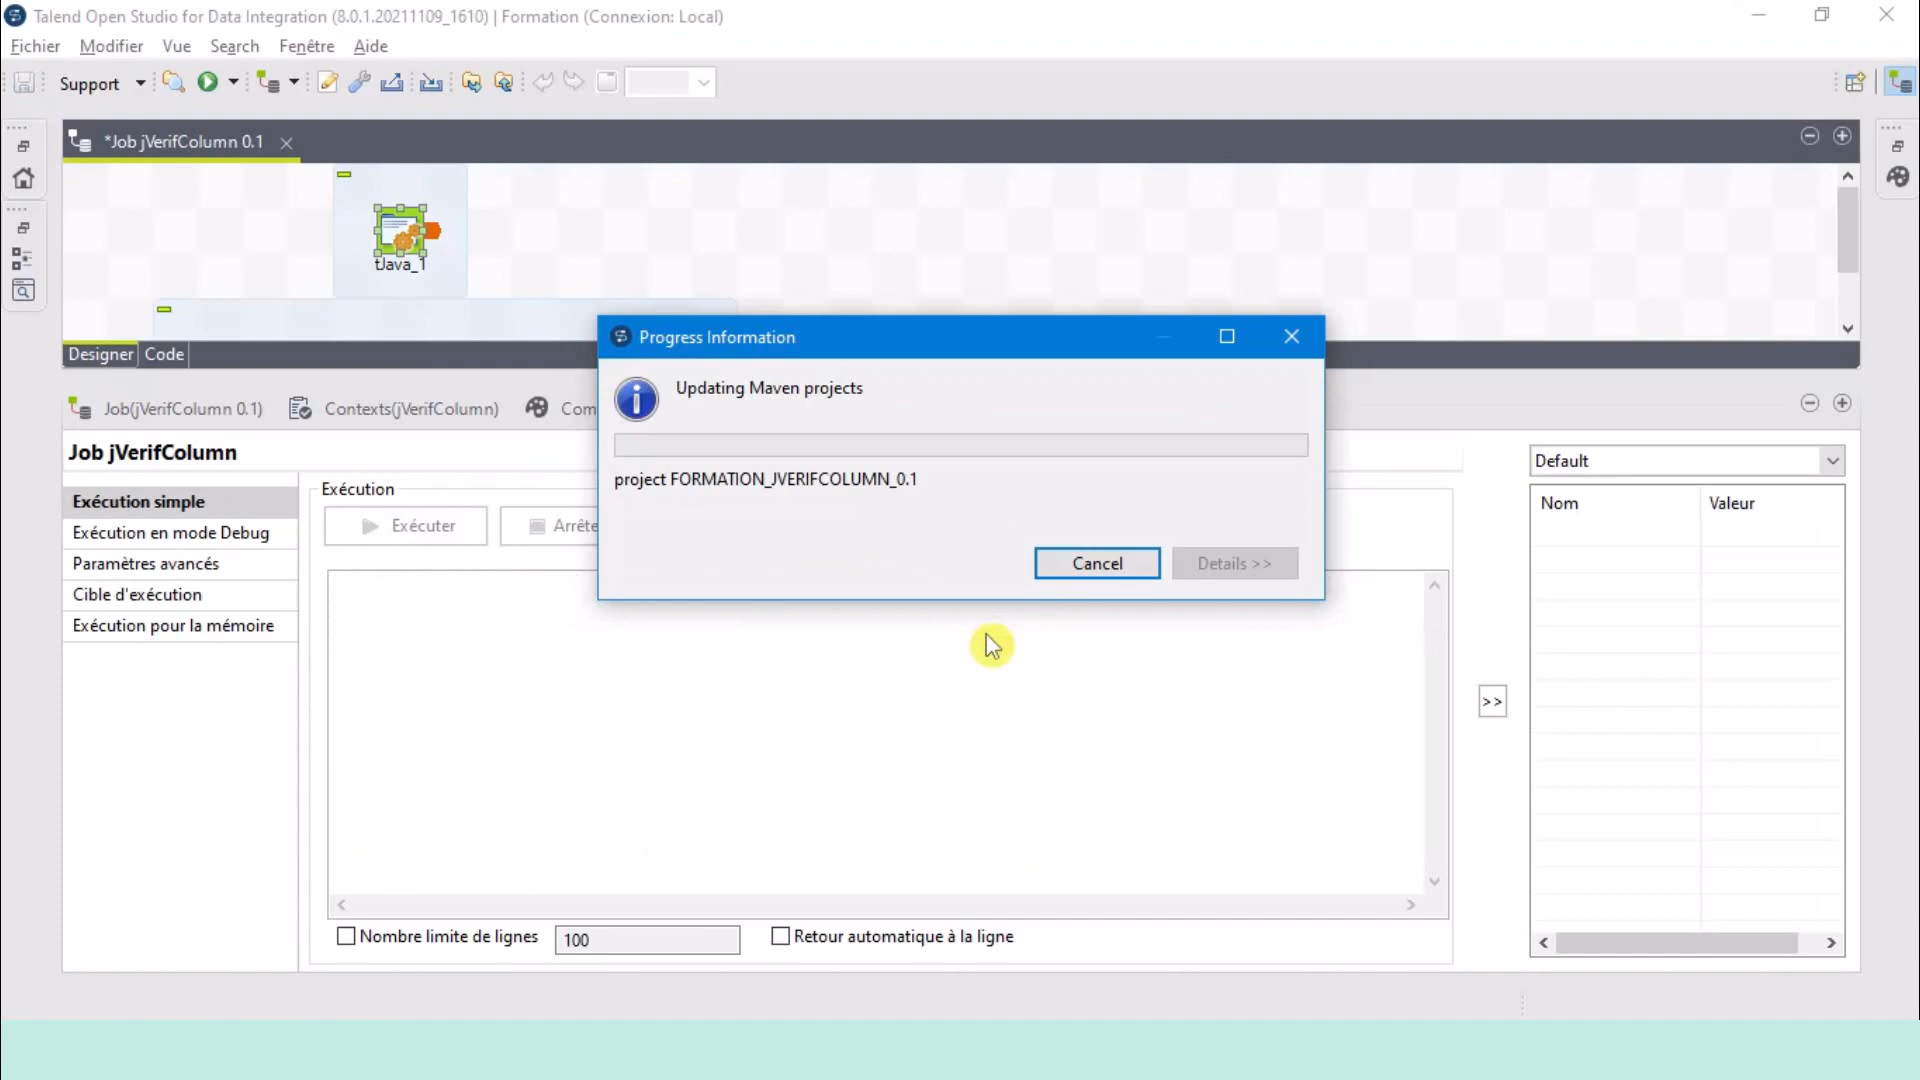 Talend Open Studio for Data Integration (8.0.1.20211109_1610) | Formation (Connexion: Local)
Fichier Modifier Vue Search Fenêtre Aide
Support
*Job jVerifColumn 0.1
tJava_1
Designer Code
Progress Information
Updating Maven projects
project FORMATION_JVERIFCOLUMN_0.1
Cancel Details >>
Job(jVerifColumn 0.1) Contexts(jVerifColumn) Com
Job jVerifColumn
Default
Exécution simple
Exécution en mode Debug
Paramètres avancés
Cible d'exécution
Exécution pour la mémoire
Exécution
Exécuter Arrête
Nom Valeur
>>
Nombre limite de lignes 100 Retour automatique à la ligne